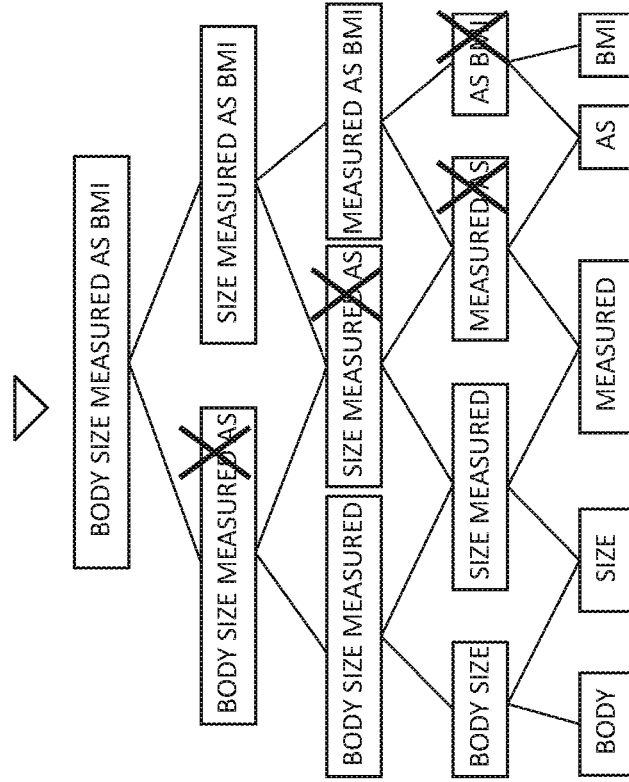 BODY SIZE MEASURED AS BMI
BODY SIZE MEASURED AS
SIZE MEASURED AS BMI
BODY SIZE MEASURED
SIZE MEASURED AS
MEASURED AS BMI
BODY SIZE
SIZE MEASURED
MEASURED AS
AS BMI
BODY
SIZE
MEASURED
AS
BMI